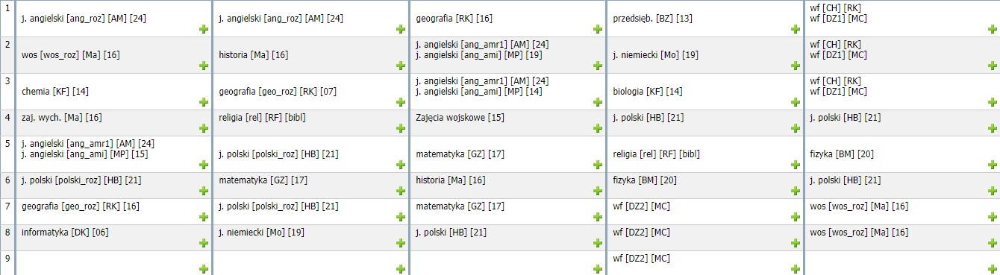 1
j. angielski [ang_roz] [AM] [24]
j. angielski [ang_roz] [AM] [24]
geografia [RK] [16]
przedsięb. [BZ] [13]
wf [CH] [RK]
wf [DZ1] [MC]
2
wos [wos_roz] [Ma] [16]
historia [Ma] [16]
j. angielski [ang_amr1] [AM] [24]
j. angielski [ang_ami] [MP] [19]
j. niemiecki [Mo] [19]
wf [CH] [RK]
wf [DZ1] [MC]
3
chemia [KF] [14]
geografia [geo_roz] [RK] [07]
j. angielski [ang_amr1] [AM] [24]
j. angielski [ang_ami] [MP] [14]
biologia [KF] [14]
wf [CH] [RK]
wf [DZ1] [MC]
4
zaj. wych. [Ma] [16]
religia [rel] [RF] [bibl]
Zajęcia wojskowe [15]
j. polski [HB] [21]
j. polski [HB] [21]
5
j. angielski [ang_amr1] [AM] [24]
j. angielski [ang_ami] [MP] [15]
j. polski [polski_roz] [HB] [21]
matematyka [GZ] [17]
religia [rel] [RF] [bibl]
fizyka [BM] [20]
6
j. polski [polski_roz] [HB] [21]
matematyka [GZ] [17]
historia [Ma] [16]
fizyka [BM] [20]
j. polski [HB] [21]
7
geografia [geo_roz] [RK] [16]
j. polski [polski_roz] [HB] [21]
matematyka [GZ] [17]
wf [DZ2] [MC]
wos [wos_roz] [Ma] [16]
8
informatyka [DK] [06]
j. niemiecki [Mo] [19]
j. polski [HB] [21]
wf [DZ2] [MC]
wos [wos_roz] [Ma] [16]
9
wf [DZ2] [MC]